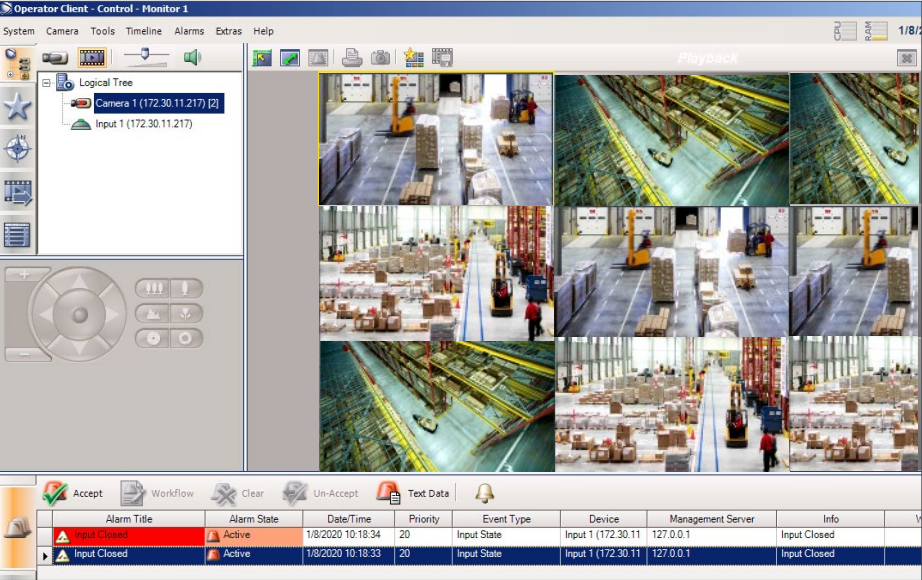 Operator Client - Control - Monitor 1
System Camera Tools Timeline Alarms Extras Help
CPU RAM 1/8/2
Playback
Logical Tree
Camera 1 (172.30.11.217) [2]
Input 1 (172.30.11.217)
Accept Workflow Clear Un-Accept Text Data
Alarm Title Alarm State Date/Time Priority Event Type Device Management Server Info W
Input Closed Active 1/8/2020 10:18:34 20 Input State Input 1 (172.30.11 127.0.0.1 Input Closed
Input Closed Active 1/8/2020 10:18:33 20 Input State Input 1 (172.30.11 127.0.0.1 Input Closed